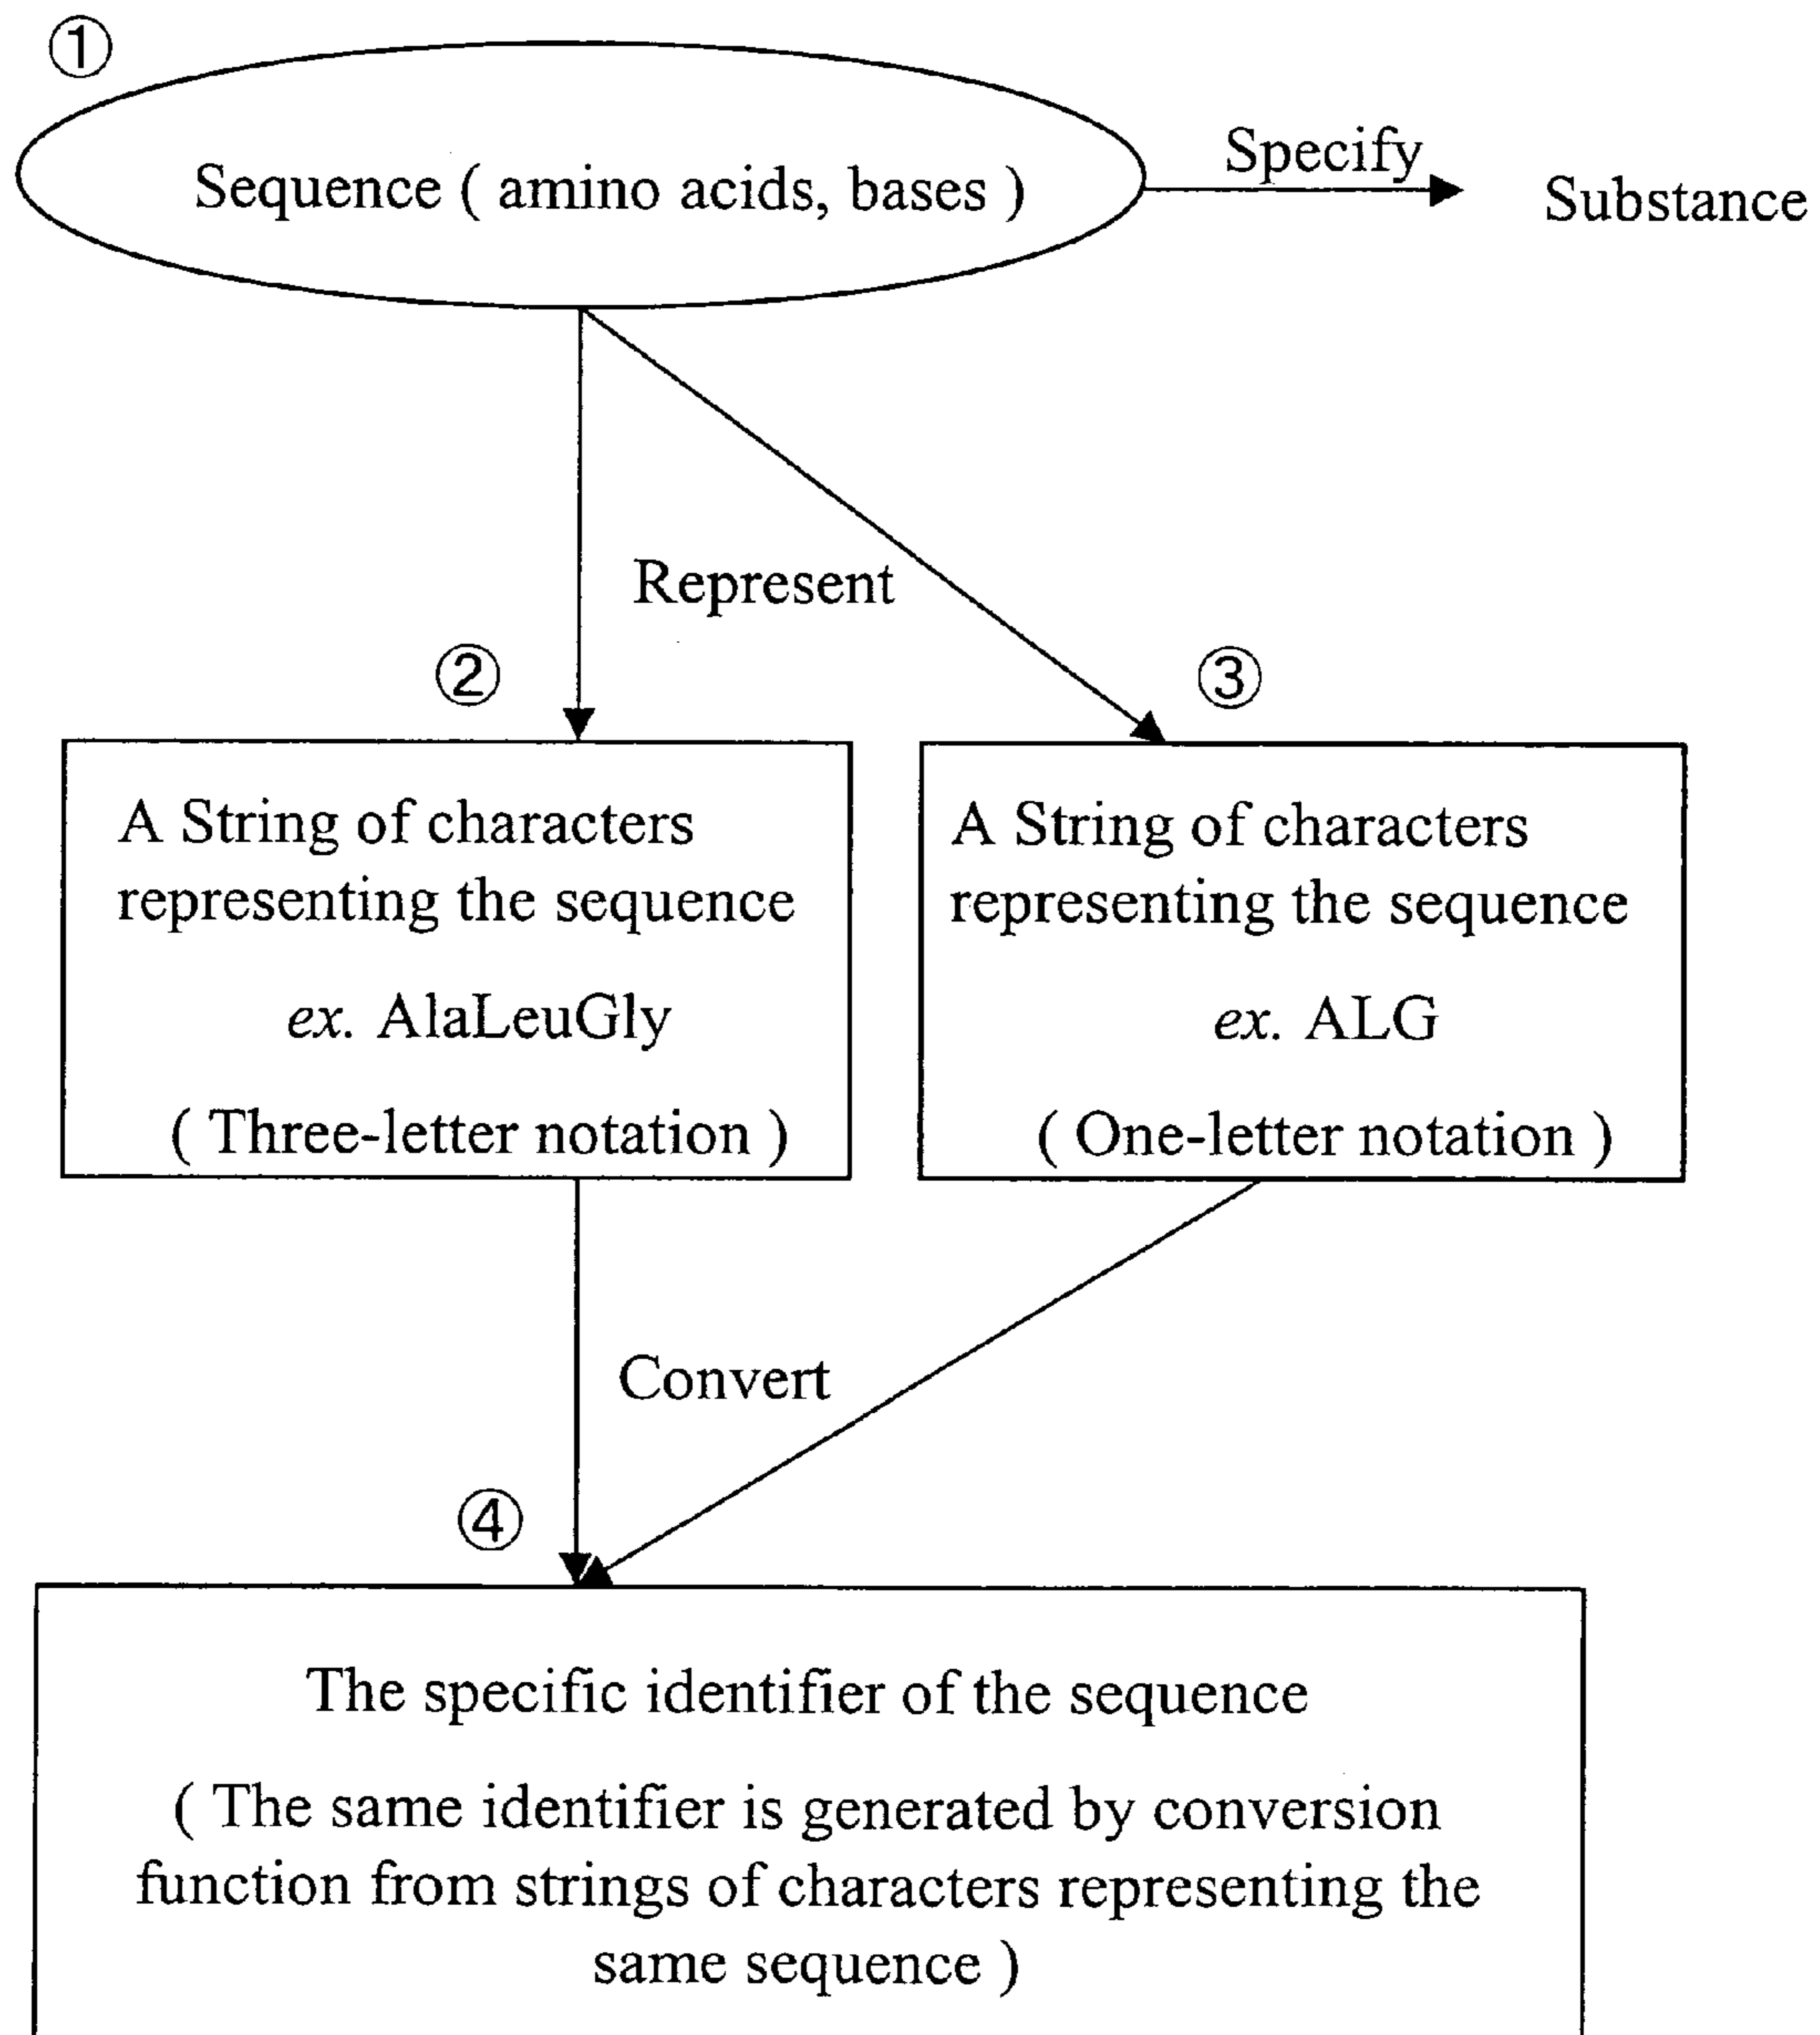 ①
Sequence ( amino acids, bases )
Specify
Substance
Represent
②
③
A String of characters
representing the sequence
ex. AlaLeuGly
( Three-letter notation )
A String of characters
representing the sequence
ex. ALG
( One-letter notation )
Convert
④
The specific identifier of the sequence
( The same identifier is generated by conversion
function from strings of characters representing the
same sequence )